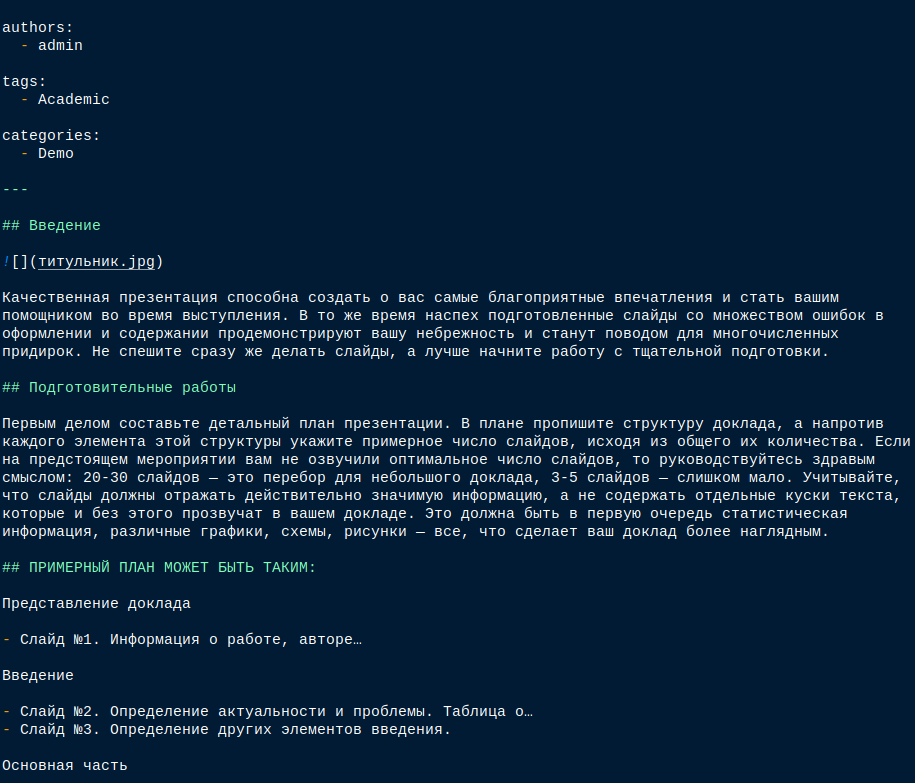 authors:
  - admin
tags:
  - Academic
categories:
  - Demo
---
## Введение
![](титульник.jpg)
Качественная презентация способна создать о вас самые благоприятные впечатления и стать вашим
помощником во время выступления. В то же время наспех подготовленные слайды со множеством ошибок в
оформлении и содержании продемонстрируют вашу небрежность и станут поводом для многочисленных
придирок. Не спешите сразу же делать слайды, а лучше начните работу с тщательной подготовки.
## Подготовительные работы
Первым делом составьте детальный план презентации. В плане пропишите структуру доклада, а напротив
каждого элемента этой структуры укажите примерное число слайдов, исходя из общего их количества. Если
на предстоящем мероприятии вам не озвучили оптимальное число слайдов, то руководствуйтесь здравым
смыслом: 20-30 слайдов — это перебор для небольшого доклада, 3-5 слайдов — слишком мало. Учитывайте,
что слайды должны отражать действительно значимую информацию, а не содержать отдельные куски текста,
которые и без этого прозвучат в вашем докладе. Это должна быть в первую очередь статистическая
информация, различные графики, схемы, рисунки — все, что сделает ваш доклад более наглядным.
## ПРИМЕРНЫЙ ПЛАН МОЖЕТ БЫТЬ ТАКИМ:
Представление доклада
- Слайд №1. Информация о работе, авторе…
Введение
- Слайд №2. Определение актуальности и проблемы. Таблица о…
- Слайд №3. Определение других элементов введения.
Основная часть